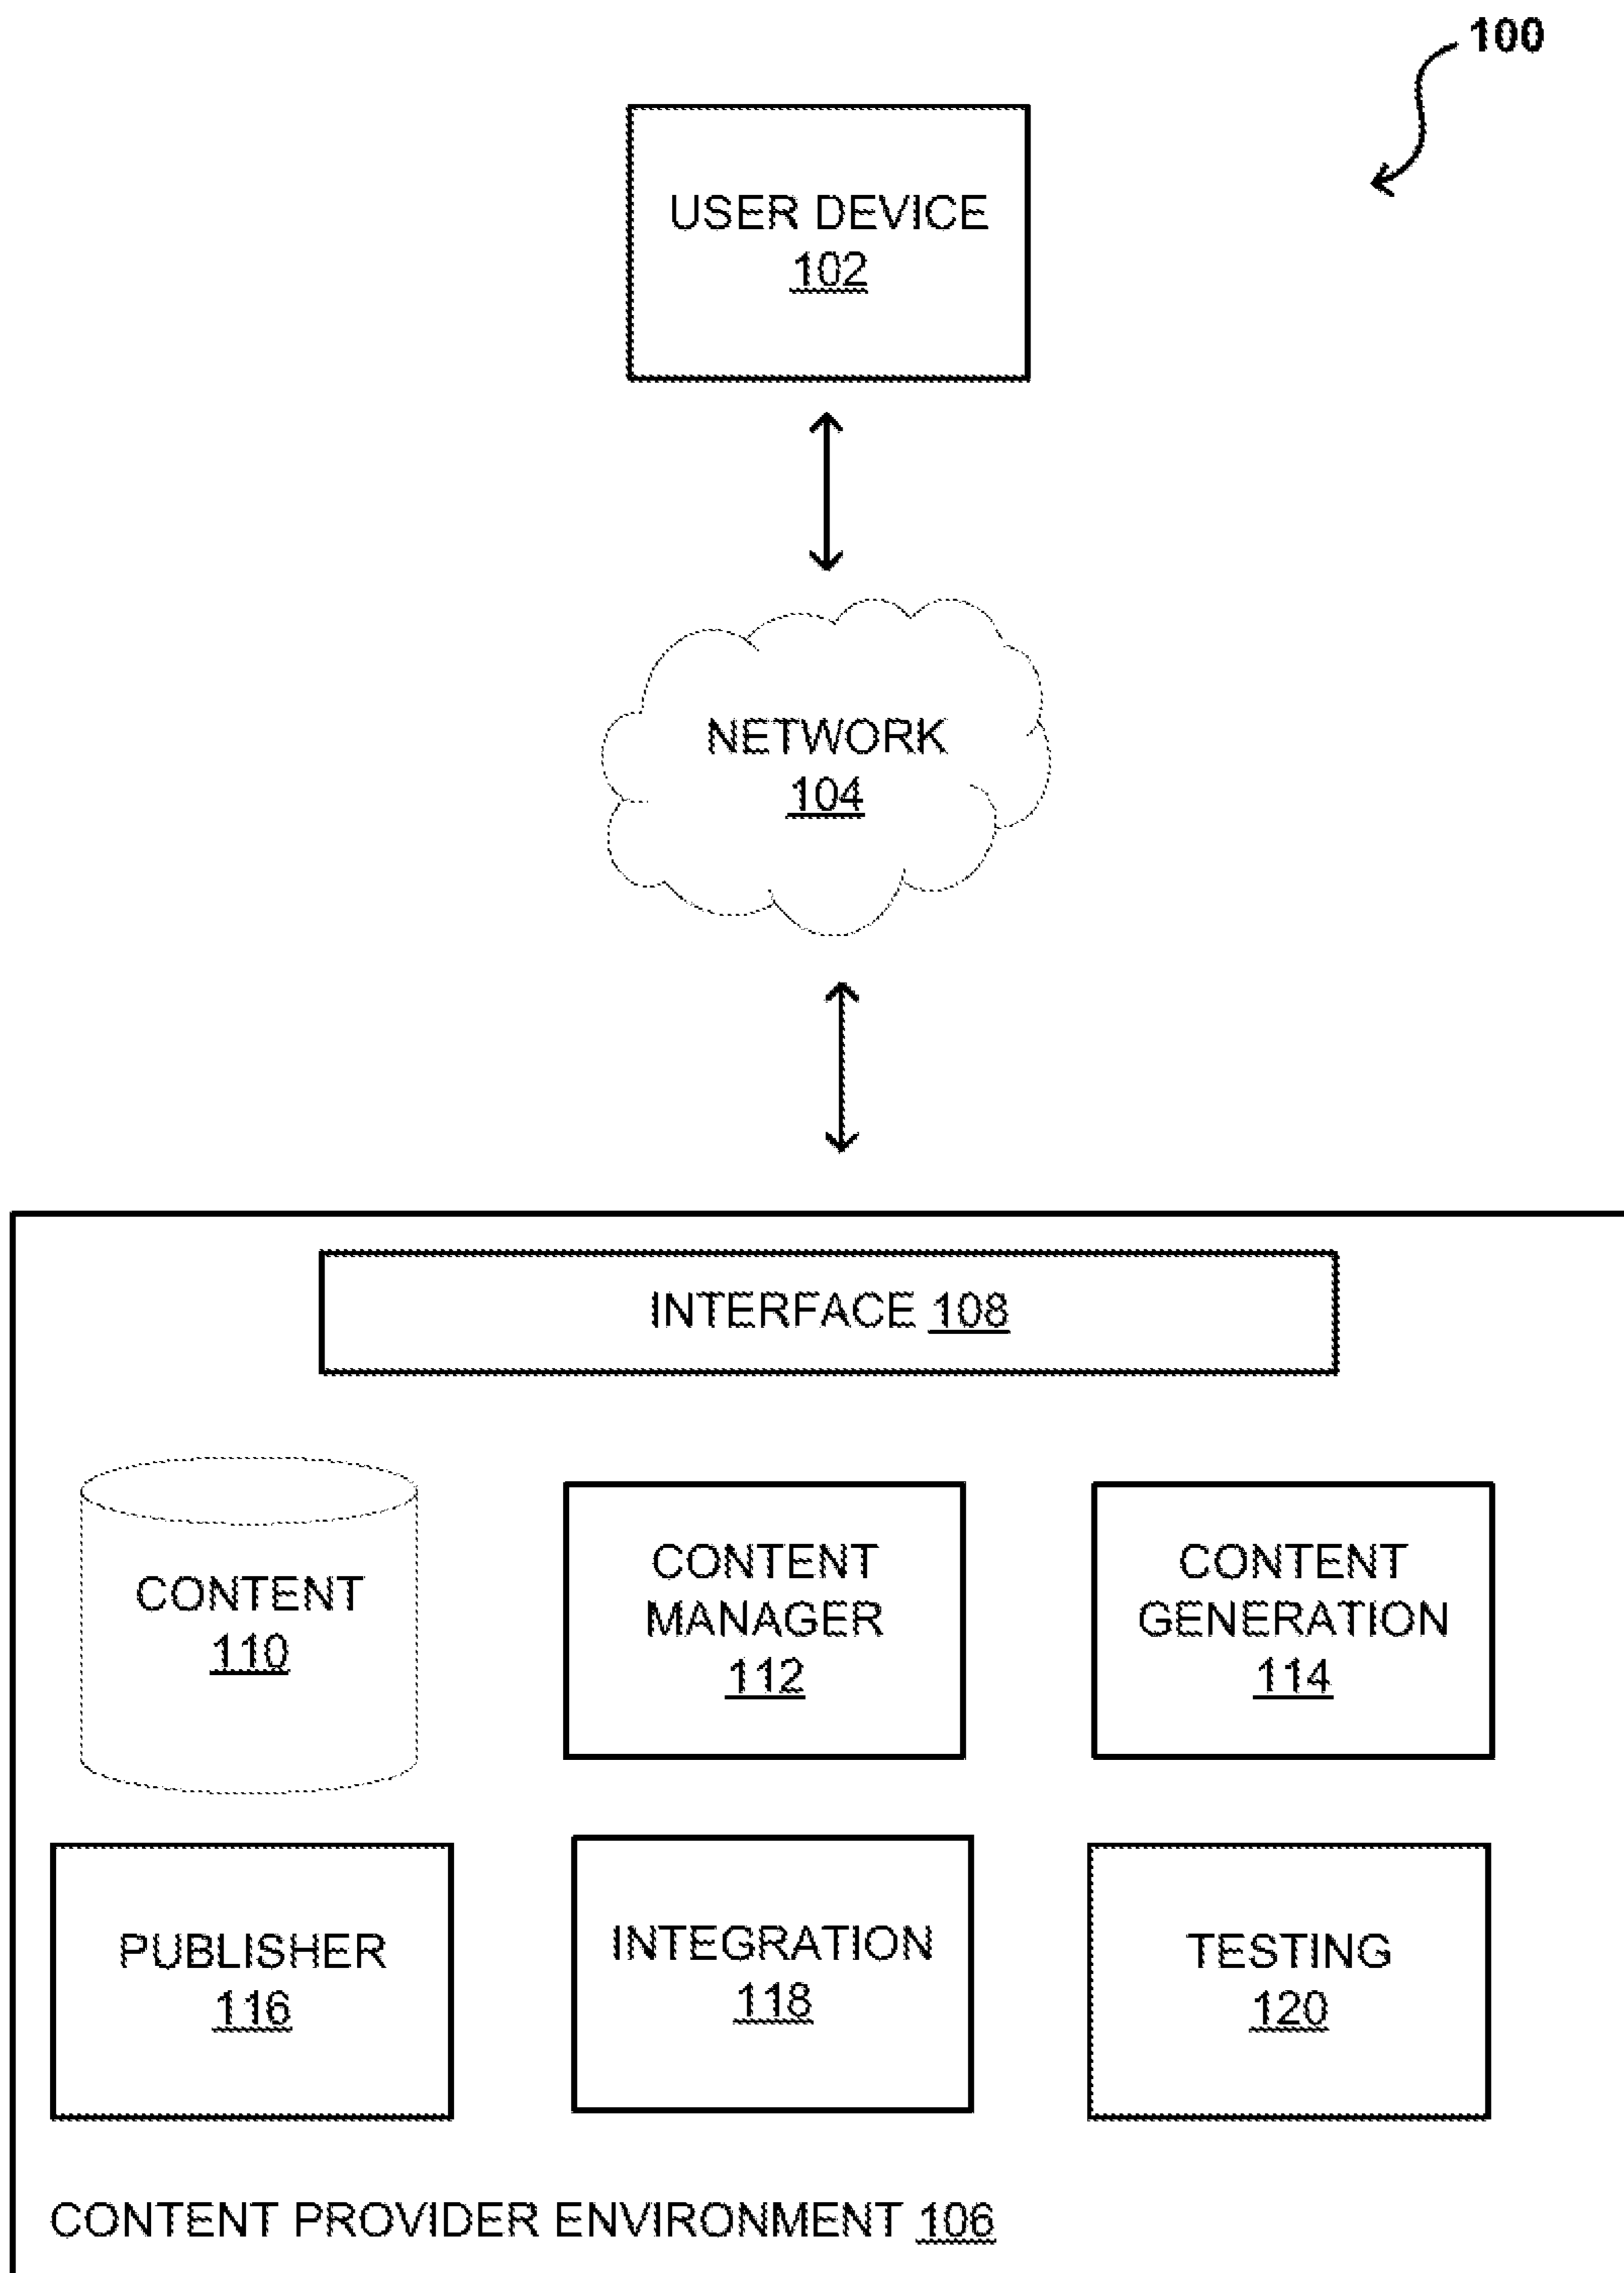 100
USER DEVICE
102
NETWORK
104
INTERFACE 108
CONTENT
110
CONTENT
MANAGER
112
CONTENT
GENERATION
114
PUBLISHER
116
INTEGRATION
118
TESTING
120
CONTENT PROVIDER ENVIRONMENT 106